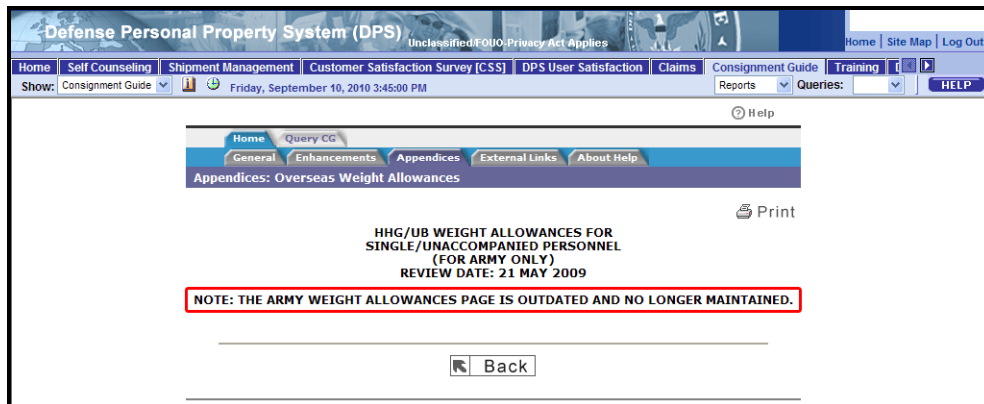 Defense Personal Property System (DPS) Unclassified/FOUO-Privacy Act Applies
Home | Site Map | Log Out
Home Self Counseling Shipment Management Customer Satisfaction Survey [CSS] DPS User Satisfaction Claims Consignment Guide Training
Show: Consignment Guide Friday, September 10, 2010 3:45:00 PM Reports Queries: HELP
Help
Home Query CG
General Enhancements Appendices External Links About Help
Appendices: Overseas Weight Allowances
Print
HHG/UB WEIGHT ALLOWANCES FOR
SINGLE/UNACCOMPANIED PERSONNEL
(FOR ARMY ONLY)
REVIEW DATE: 21 MAY 2009
NOTE: THE ARMY WEIGHT ALLOWANCES PAGE IS OUTDATED AND NO LONGER MAINTAINED.
Back